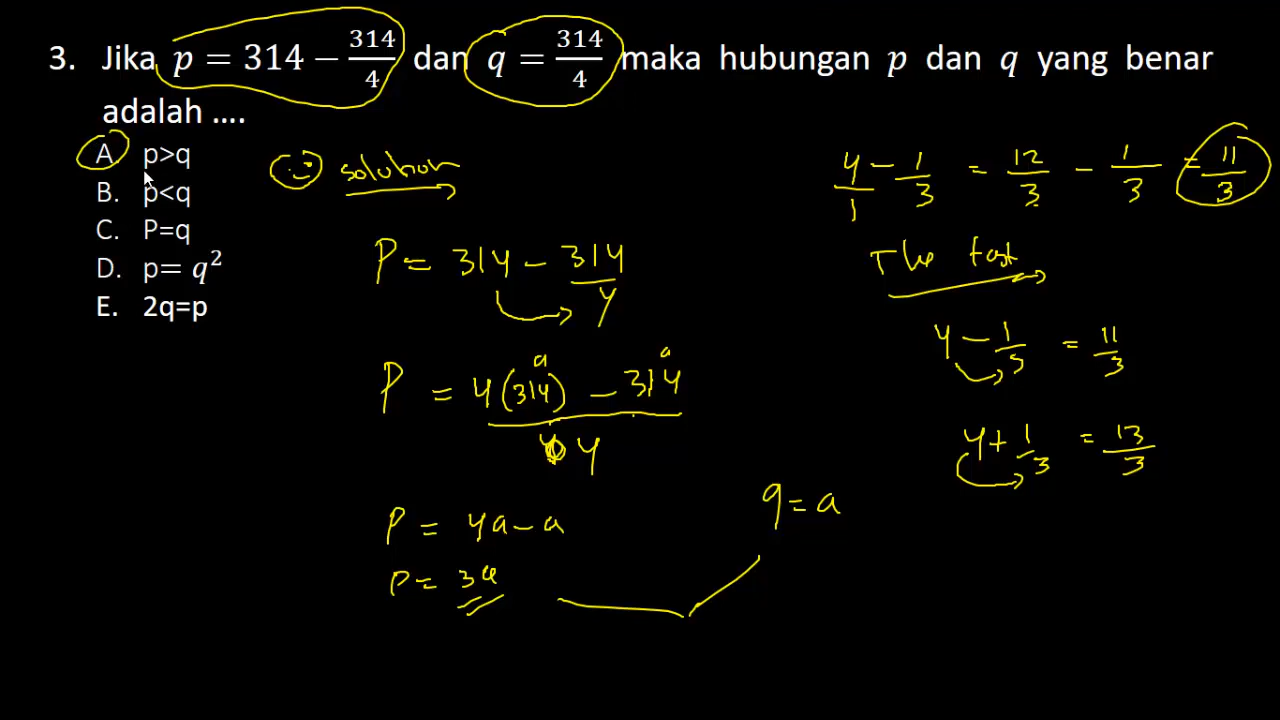 3. Jika p = 314 − 314/4 dan q = 314/4 maka hubungan p dan q yang benar
adalah ....
A. p>q
B. p<q
C. P=q
D. p= q²
E. 2q=p
solution
P = 314 − 314/4
P = 4(314) − 314 / 4
a a
P = 4a − a
P = 3a
q = a
4/1 − 1/3 = 12/3 − 1/3 = 11/3
The fast
4 − 1/3 = 11/3
4 + 1/3 = 13/3